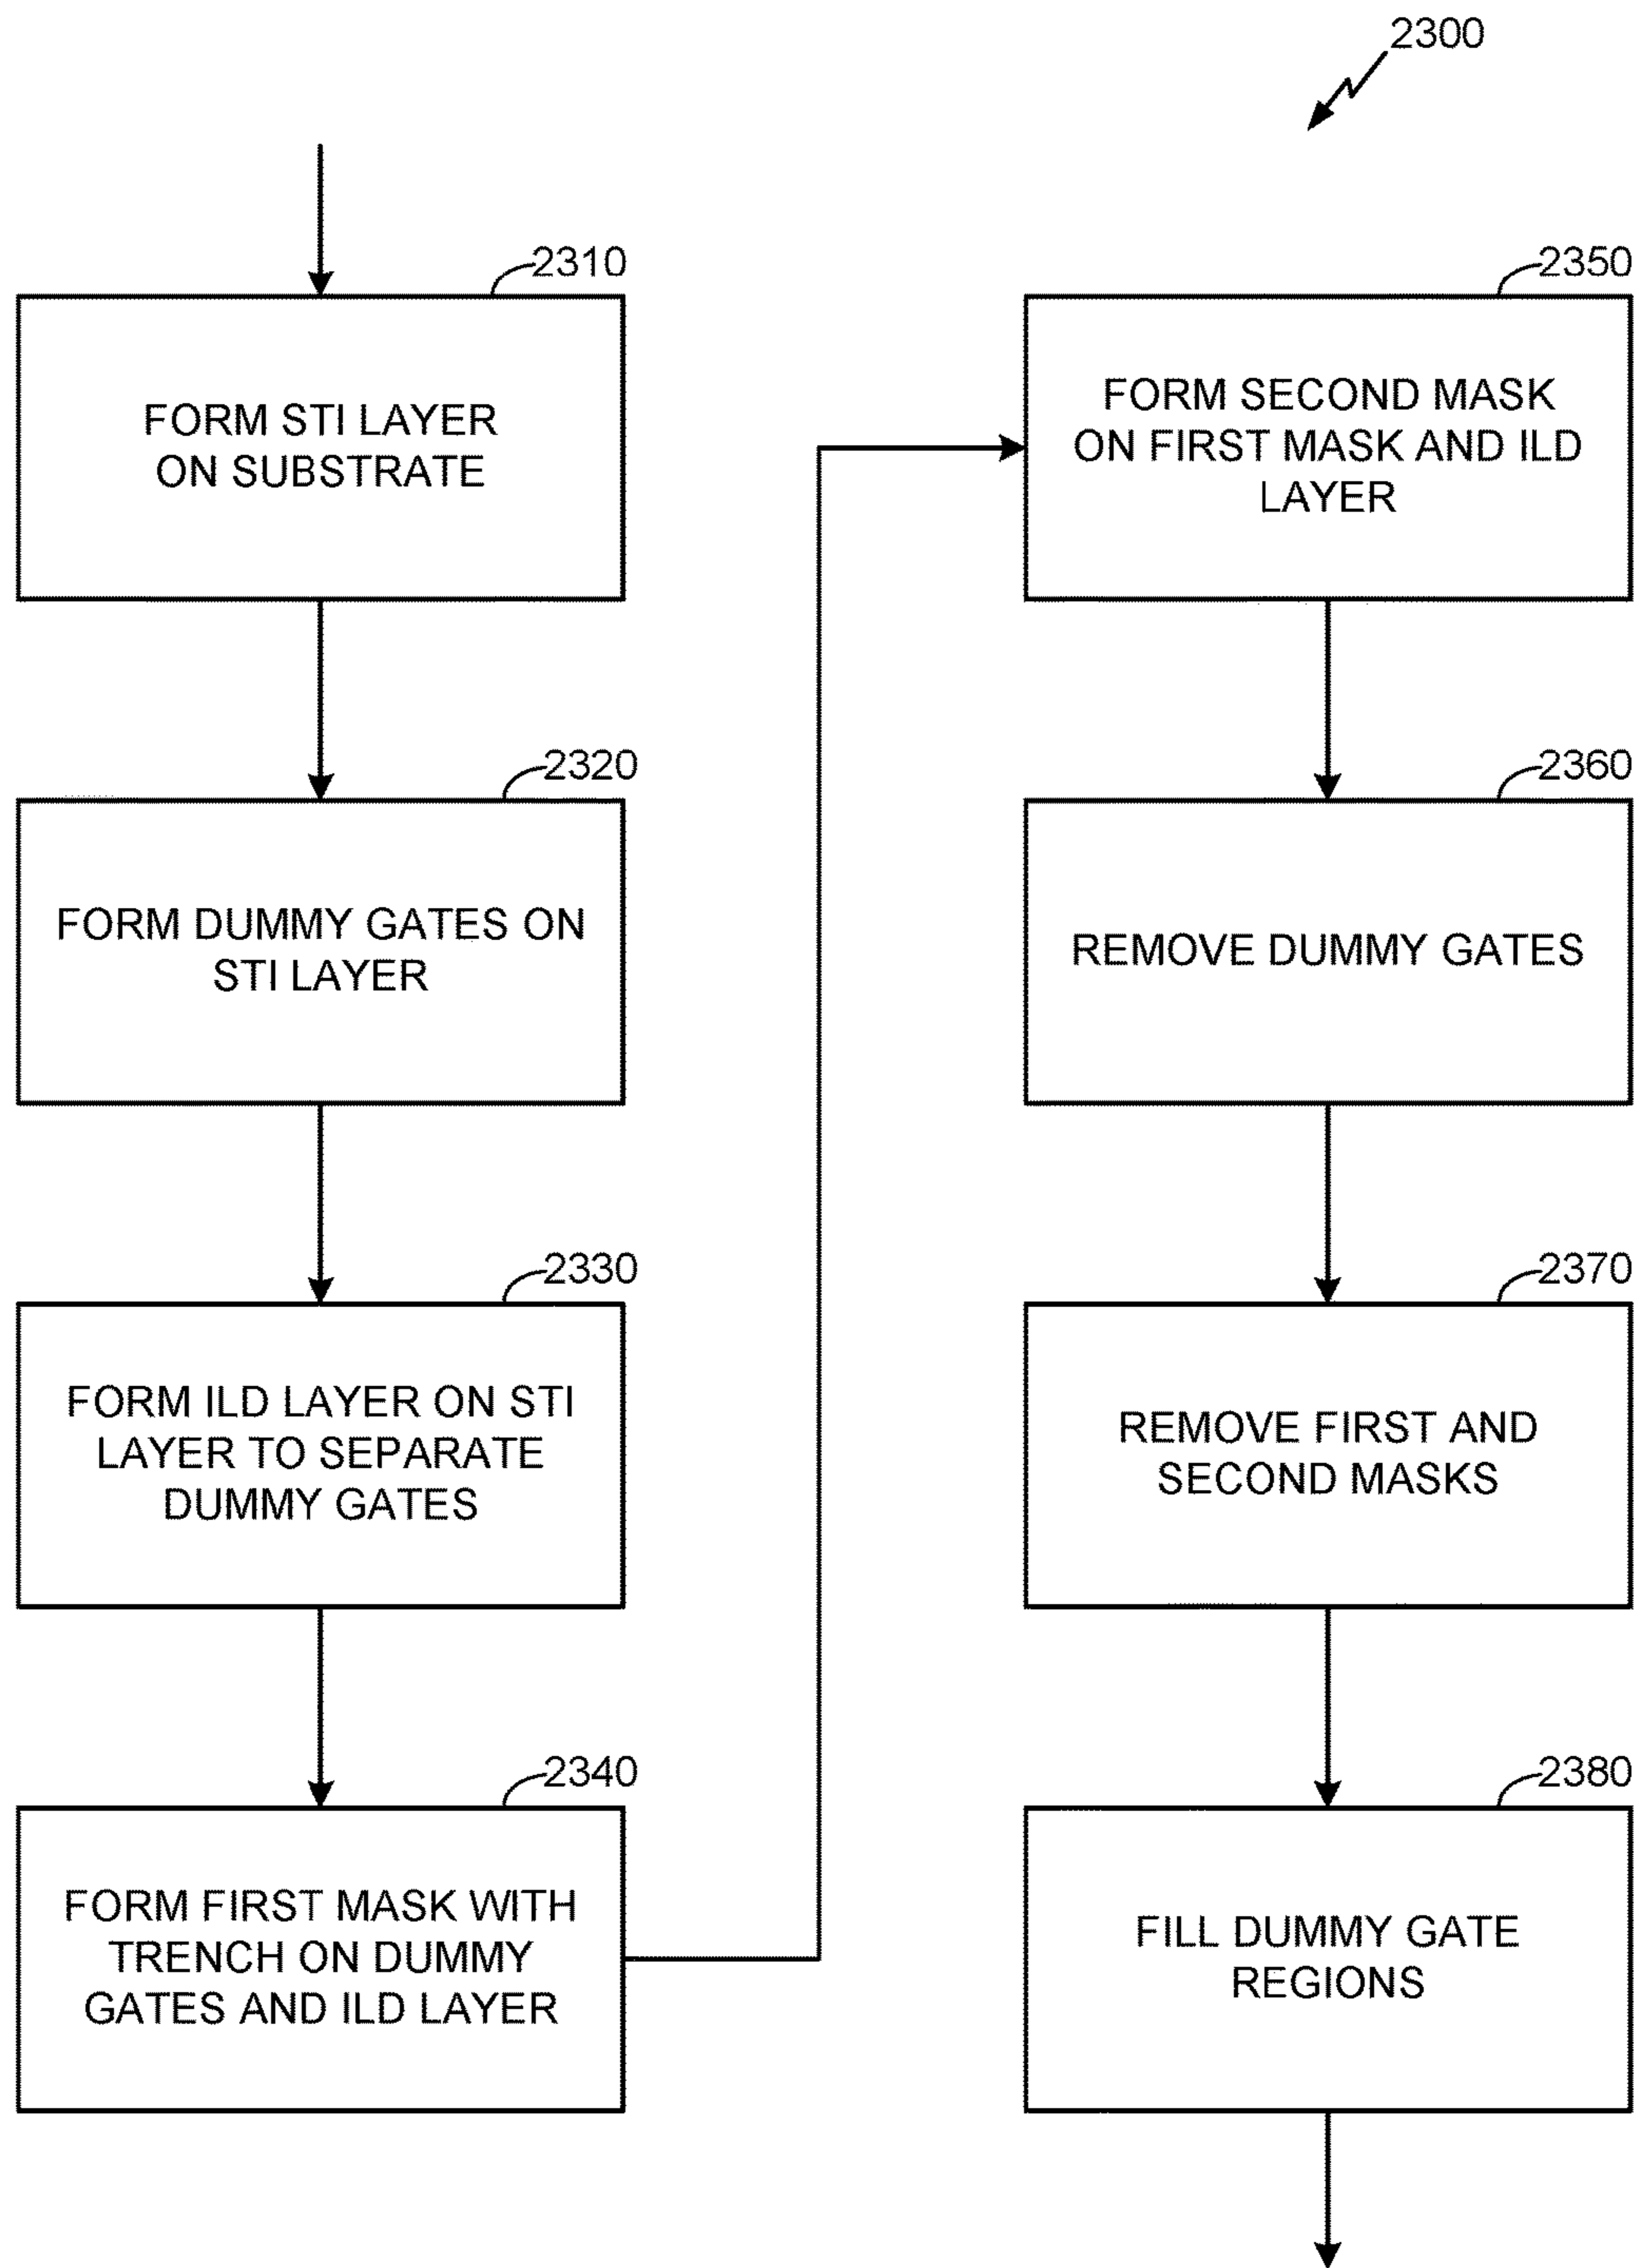 2300
2310
FORM STI LAYER
ON SUBSTRATE
2320
FORM DUMMY GATES ON
STI LAYER
2330
FORM ILD LAYER ON STI
LAYER TO SEPARATE
DUMMY GATES
2340
FORM FIRST MASK WITH
TRENCH ON DUMMY
GATES AND ILD LAYER
2350
FORM SECOND MASK
ON FIRST MASK AND ILD
LAYER
2360
REMOVE DUMMY GATES
2370
REMOVE FIRST AND
SECOND MASKS
2380
FILL DUMMY GATE
REGIONS